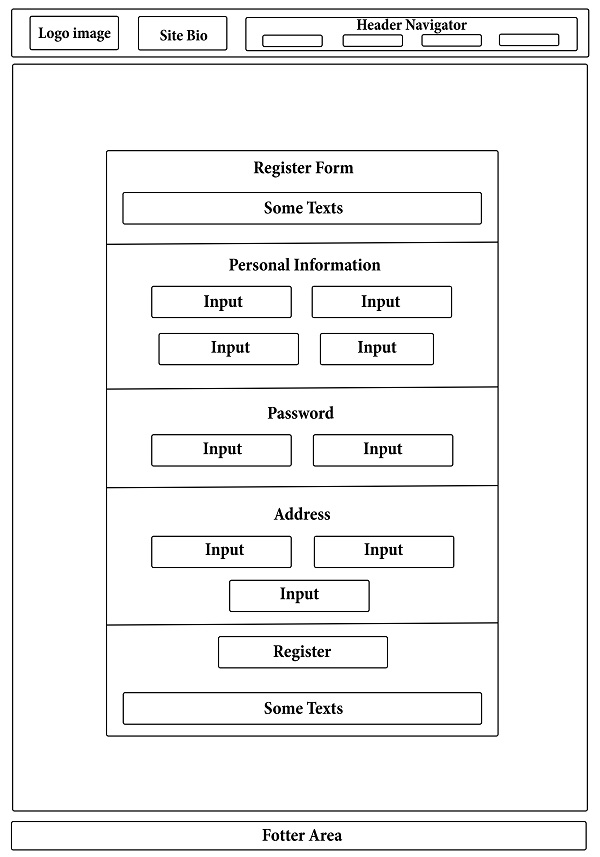 Logo image
Site Bio
Header Navigator
Register Form
Some Texts
Personal Information
Input
Input
Input
Input
Password
Input
Input
Address
Input
Input
Input
Register
Some Texts
Fotter Area